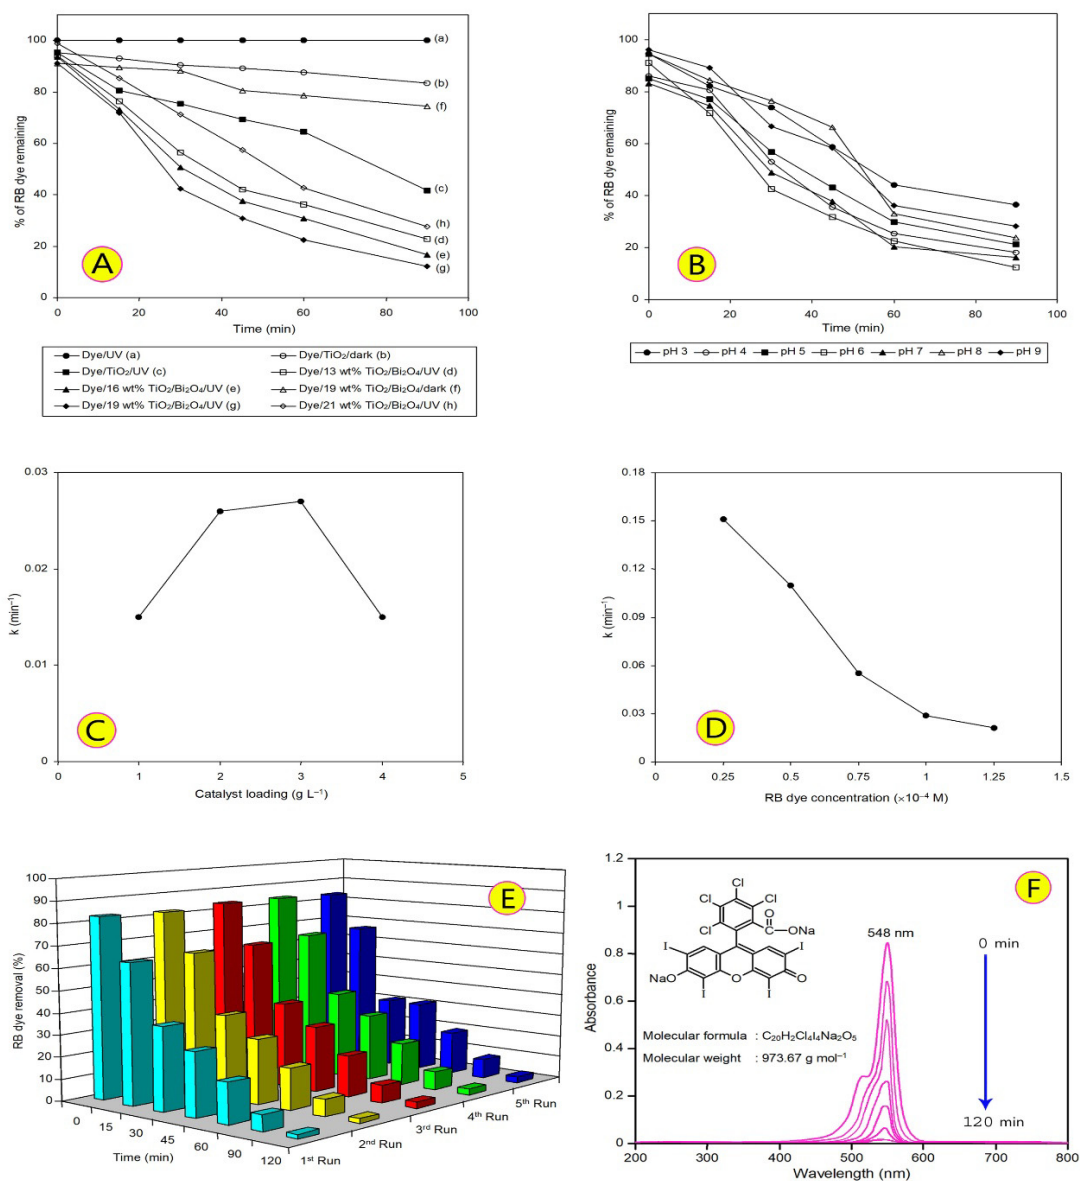 100
80
60
40
20
0
% of RB dye remaining
(a)
(b)
(f)
(c)
(h)
(d)
(e)
(g)
A
0 20 40 60 80 100
Time (min)
Dye/UV (a) Dye/TiO₂/dark (b)
Dye/TiO₂/UV (c) Dye/13 wt% TiO₂/Bi₂O₄/UV (d)
Dye/16 wt% TiO₂/Bi₂O₄/UV (e) Dye/19 wt% TiO₂/Bi₂O₄/dark (f)
Dye/19 wt% TiO₂/Bi₂O₄/UV (g) Dye/21 wt% TiO₂/Bi₂O₄/UV (h)
100
80
60
40
20
0
% of RB dye remaining
B
0 20 40 60 80 100
Time (min)
pH 3 pH 4 pH 5 pH 6 pH 7 pH 8 pH 9
0.03
0.02
0.01
0
k (min⁻¹)
C
0 1 2 3 4 5
Catalyst loading (g L⁻¹)
0.18
0.15
0.12
0.09
0.06
0.03
0
k (min⁻¹)
D
0 0.25 0.5 0.75 1 1.25 1.5
RB dye concentration (×10⁻⁴ M)
100
90
80
70
60
50
40
30
20
10
0
RB dye removal (%)
E
0
15
30
45
60
90
120
Time (min)
1st Run
2nd Run
3rd Run
4th Run
5th Run
1.2
1
0.8
0.6
0.4
0.2
0
Absorbance
F
Cl
Cl
Cl
Cl
O
C–ONa
I
I
NaO
O
O
I
I
548 nm
0 min
120 min
Molecular formula : C₂₀H₂Cl₄I₄Na₂O₅
Molecular weight : 973.67 g mol⁻¹
200 300 400 500 600 700 800
Wavelength (nm)